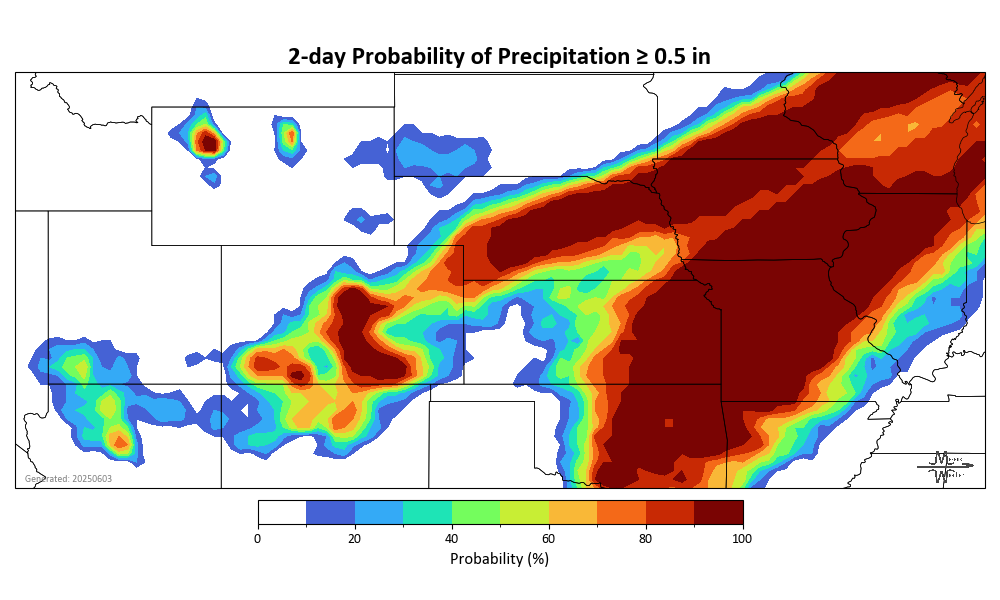 2-day Probability of Precipitation ≥ 0.5 in
Generated: 20250603
0 20 40 60 80 100
Probability (%)